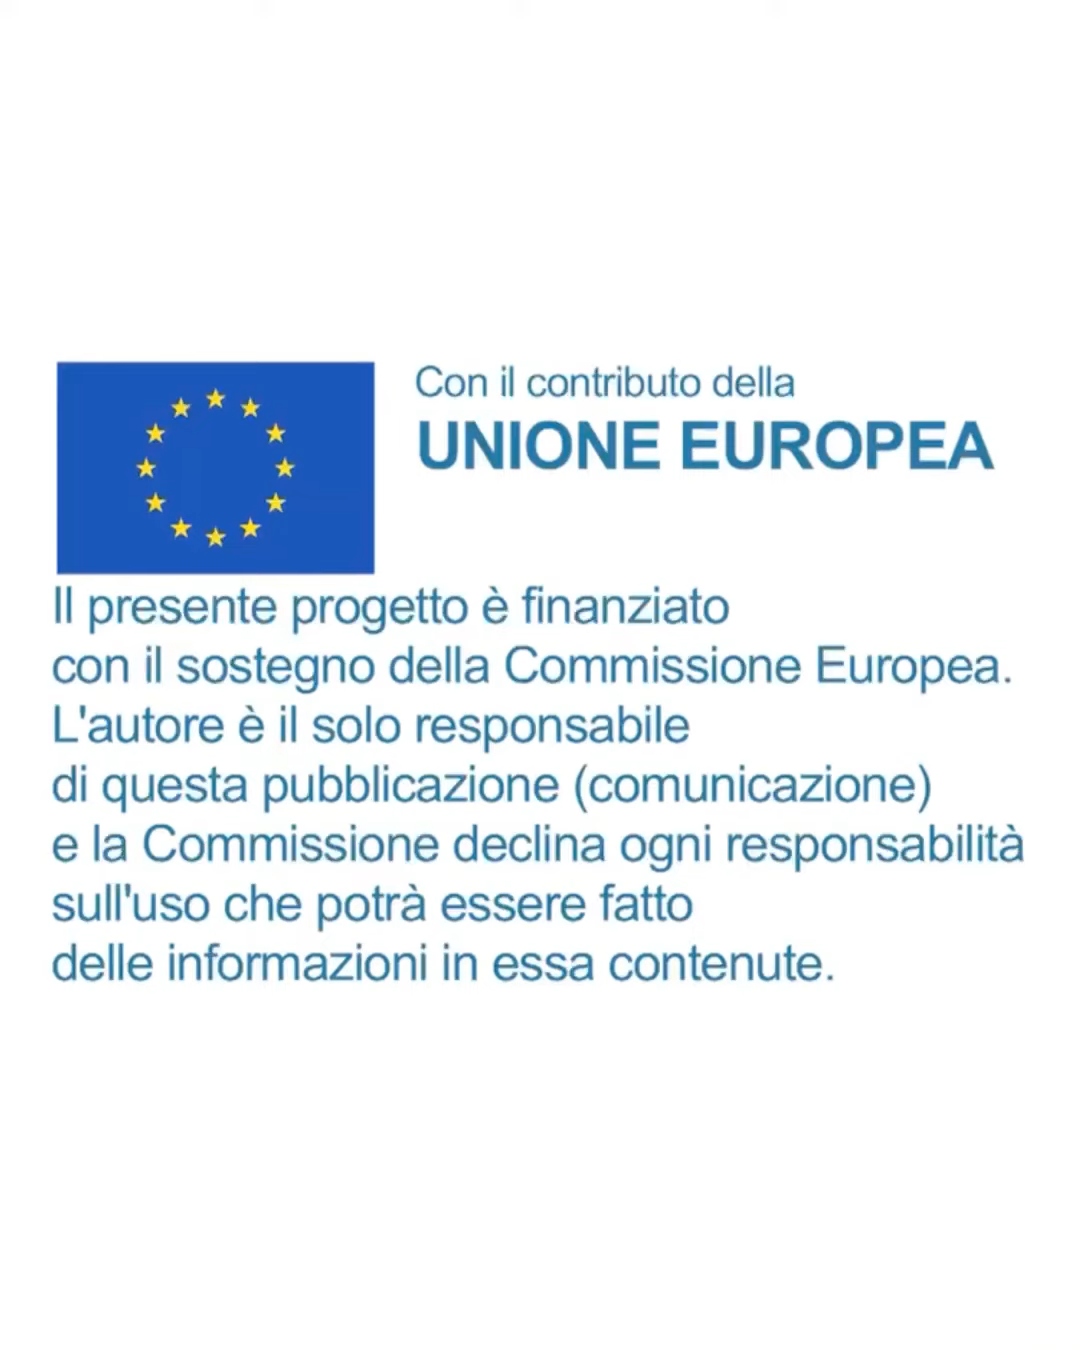 Con il contributo della
UNIONE EUROPEA
Il presente progetto è finanziato
con il sostegno della Commissione Europea.
L'autore è il solo responsabile
di questa pubblicazione (comunicazione)
e la Commissione declina ogni responsabilità
sull'uso che potrà essere fatto
delle informazioni in essa contenute.